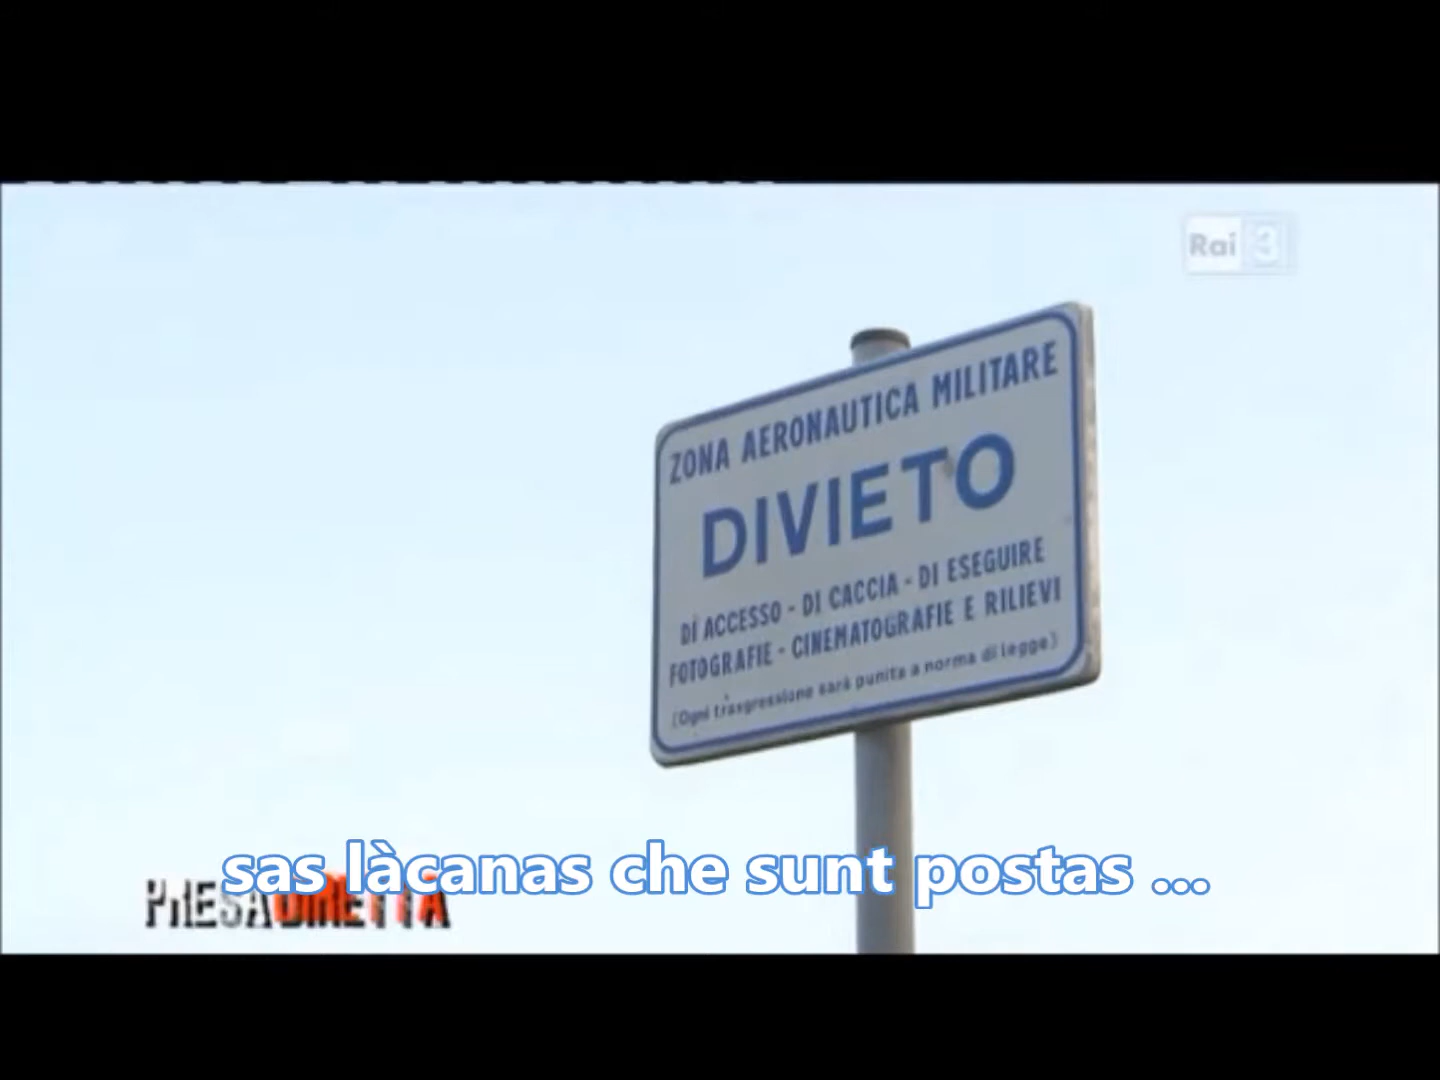 Rai 3
ZONA AERONAUTICA MILITARE
DIVIETO
DI ACCESSO - DI CACCIA - DI ESEGUIRE
FOTOGRAFIE - CINEMATOGRAFIE E RILIEVI
(Ogni trasgressione sarà punita a norma di legge)
sas làcanas che sunt postas ...
PRESADIRETTA